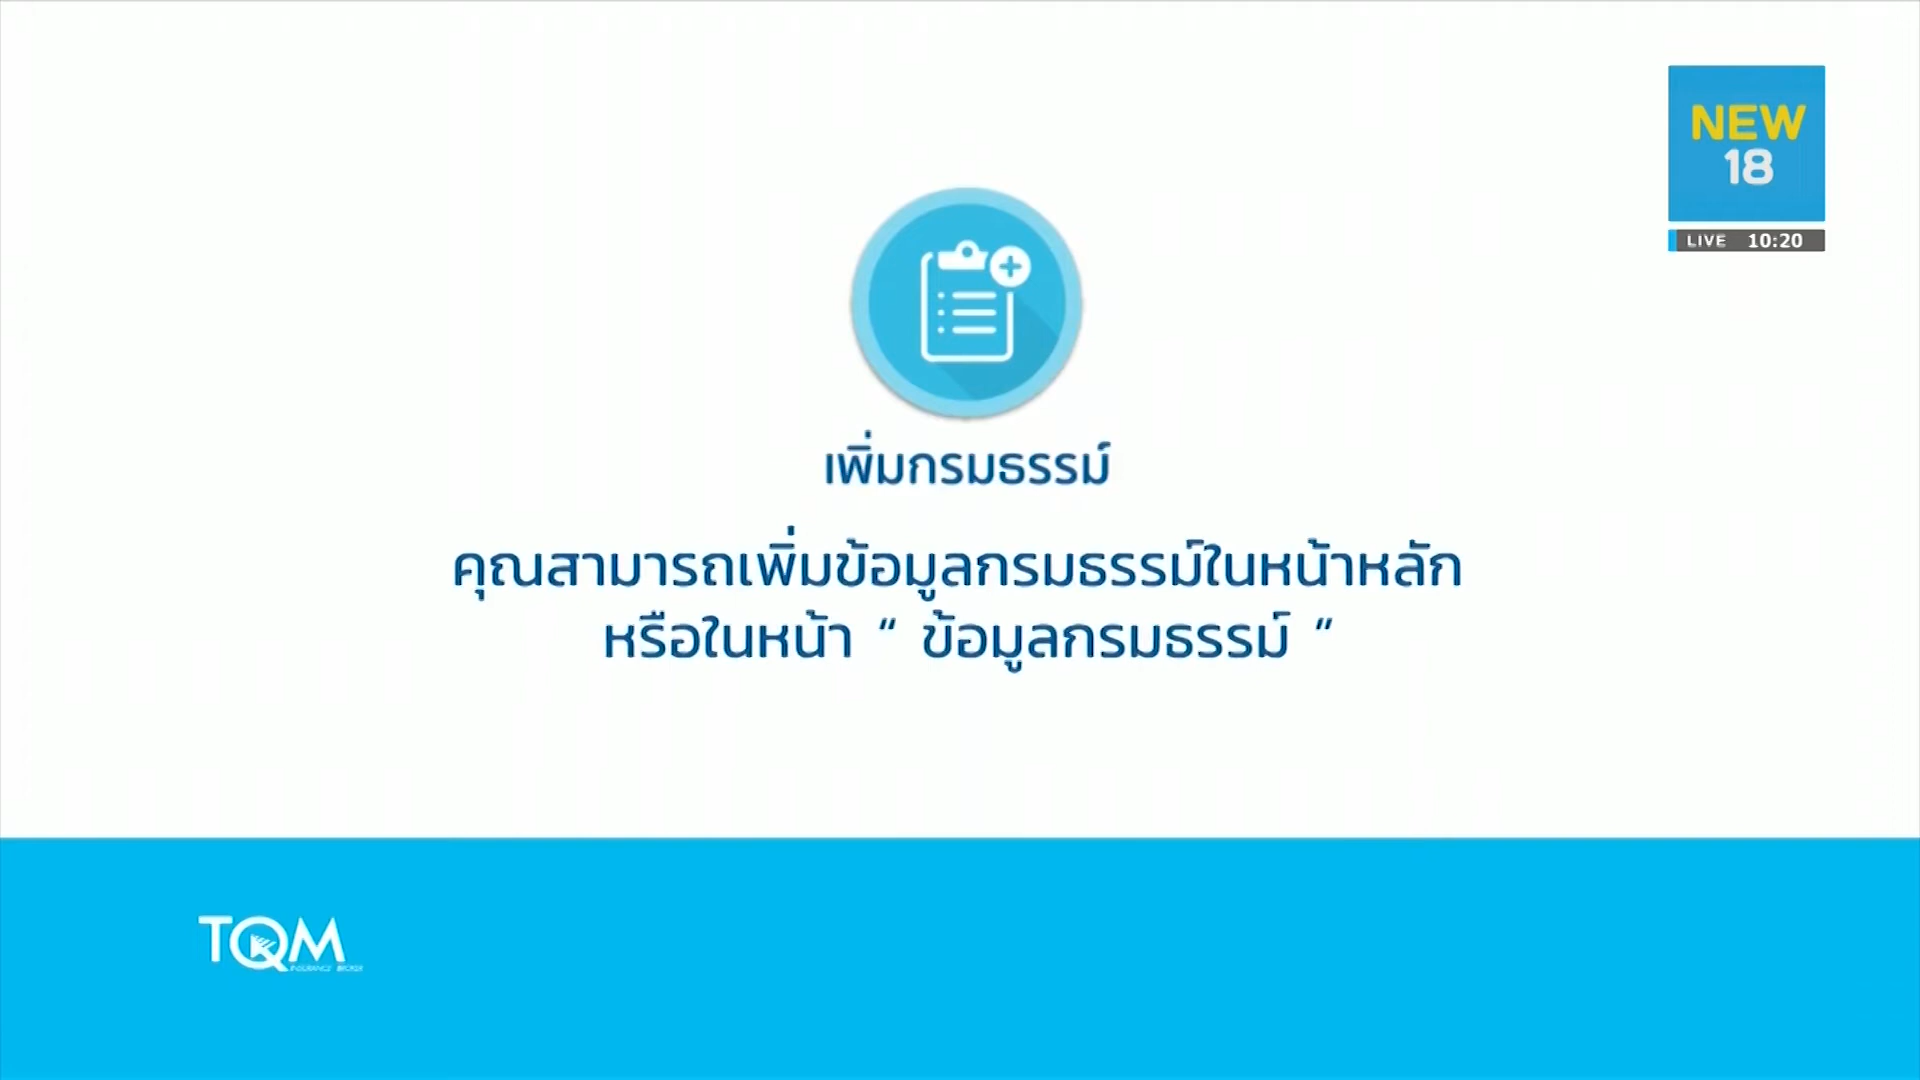 NEW
18
LIVE 10:20
เพิ่มกรมธรรม์
คุณสามารถเพิ่มข้อมูลกรมธรรม์ในหน้าหลัก
หรือในหน้า “ ข้อมูลกรมธรรม์ ”
TQM
INSURANCE BROKER